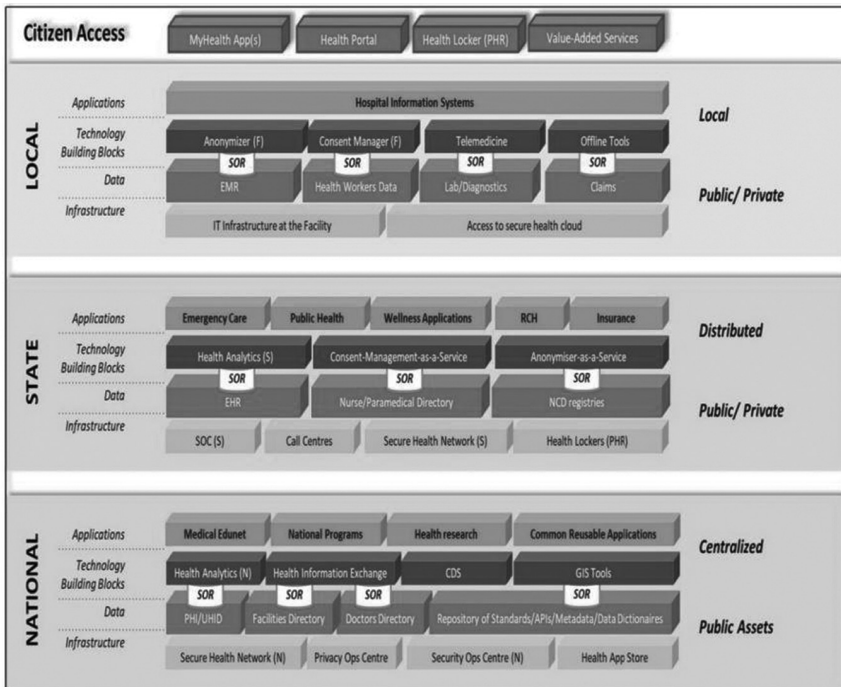 Citizen Access
MyHealth App(s) Health Portal Health Locker (PHR) Value-Added Services
LOCAL
Applications
Hospital Information Systems
Local
Technology
Building Blocks
Anonymizer (F) Consent Manager (F) Telemedicine Offline Tools
SOR SOR SOR SOR
Data
EMR Health Workers Data Lab/Diagnostics Claims
Public/ Private
Infrastructure
IT Infrastructure at the Facility Access to secure health cloud
STATE
Applications
Emergency Care Public Health Wellness Applications RCH Insurance
Distributed
Technology
Building Blocks
Health Analytics (S) Consent-Management-as-a-Service Anonymiser-as-a-Service
SOR SOR SOR
Data
EHR Nurse/Paramedical Directory NCD registries
Public/ Private
Infrastructure
SOC (S) Call Centres Secure Health Network (S) Health Lockers (PHR)
NATIONAL
Applications
Medical Edunet National Programs Health research Common Reusable Applications
Centralized
Technology
Building Blocks
Health Analytics (N) Health Information Exchange CDS GIS Tools
SOR SOR SOR SOR
Data
PHI/UHID Facilities Directory Doctors Directory Repository of Standards/APIs/Metadata/Data Dictionaires
Public Assets
Infrastructure
Secure Health Network (N) Privacy Ops Centre Security Ops Centre (N) Health App Store